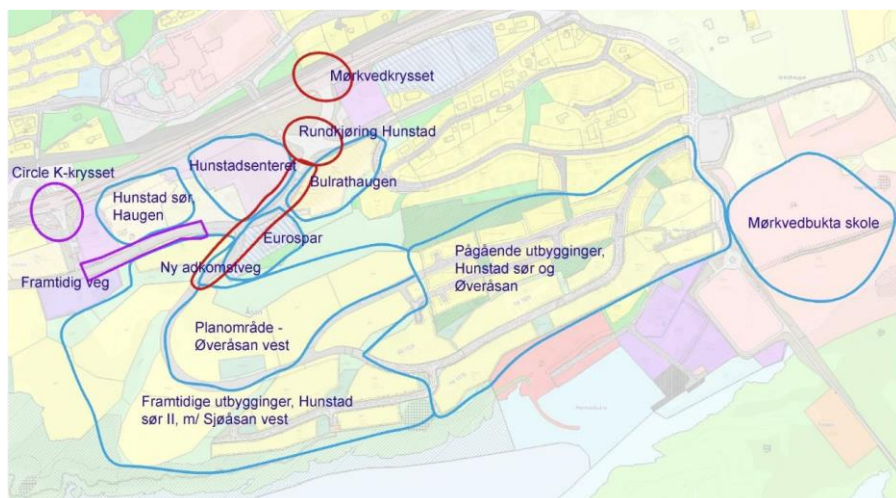 Mørkvedkrysset
Rundkjøring Hunstad
Hunstadsenteret
Circle K-krysset
Hunstad sør,
Haugen
Bulrathaugen
Mørkvedbukta skole
Eurospar
Pågående utbygginger,
Hunstad sør og
Øveråsan
Ny adkomstveg
Framtidig veg
Planområde -
Øveråsan vest
Framtidige utbygginger, Hunstad
sør II, m/ Sjøåsan vest